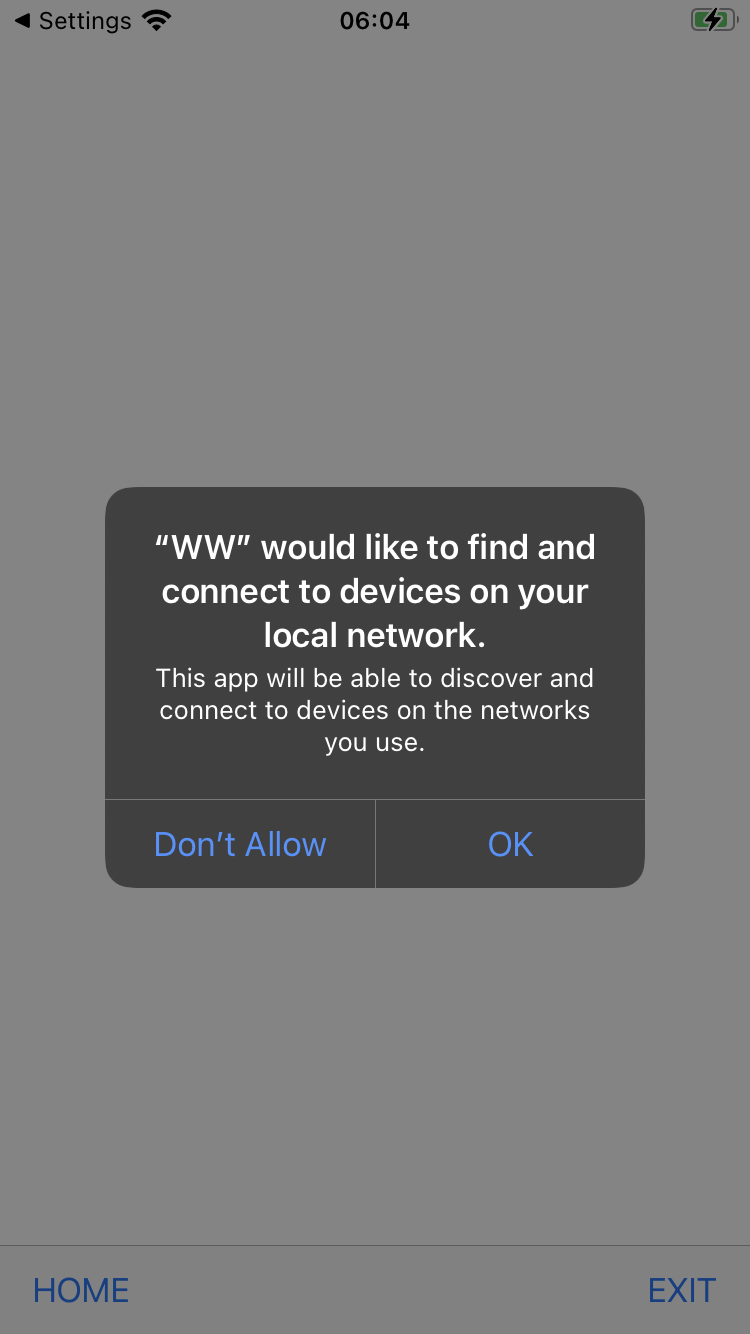 Settings
06:04
“WW” would like to find and
connect to devices on your
local network.
This app will be able to discover and
connect to devices on the networks
you use.
Don’t Allow
OK
HOME
EXIT